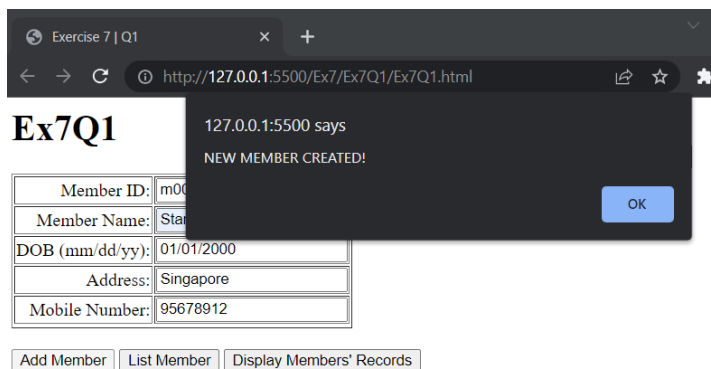 Exercise 7 | Q1
http://127.0.0.1:5500/Ex7/Ex7Q1/Ex7Q1.html
127.0.0.1:5500 says
NEW MEMBER CREATED!
OK
Ex7Q1
Member ID:
Member Name:
DOB (mm/dd/yy): 01/01/2000
Address: Singapore
Mobile Number: 95678912
Add Member List Member Display Members' Records